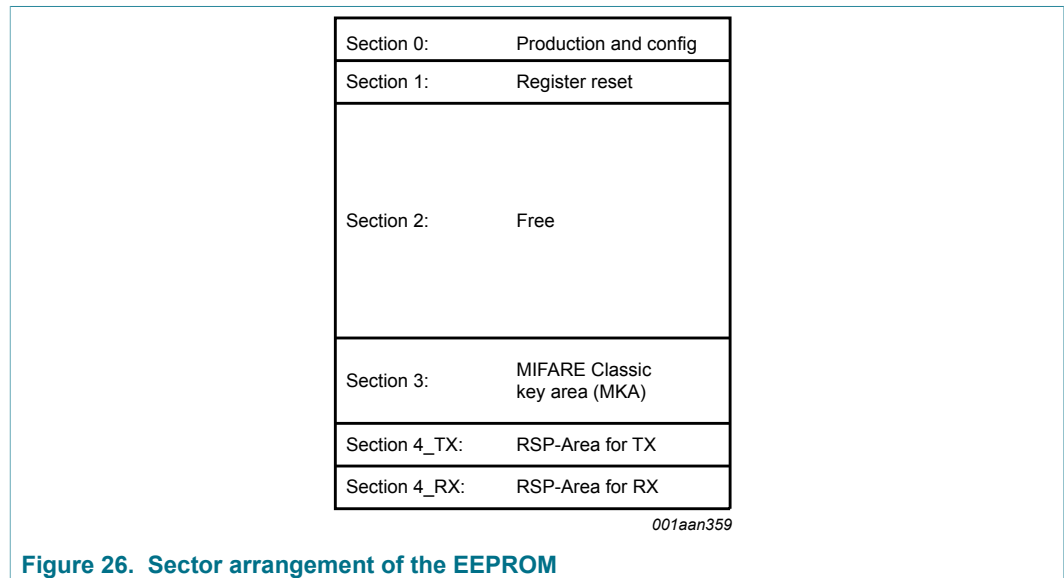 Section 0: Production and config
Section 1: Register reset
Section 2: Free
Section 3: MIFARE Classic
key area (MKA)
Section 4_TX: RSP-Area for TX
Section 4_RX: RSP-Area for RX
001aan359
Figure 26. Sector arrangement of the EEPROM